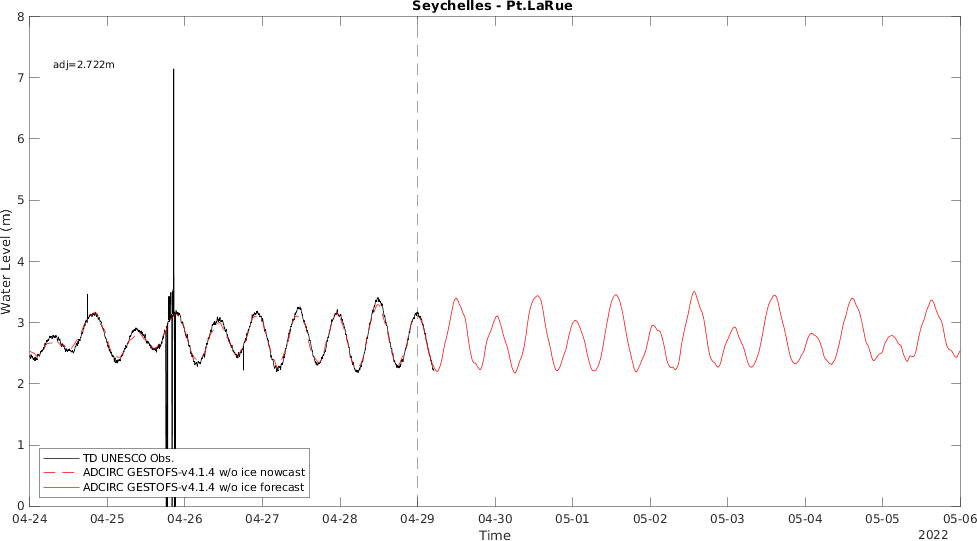 Seychelles - Pt.LaRue
8
adj=2.722m
7
6
5
4
3
2
1
0
Water Level (m)
TD UNESCO Obs.
ADCIRC GESTOFS-v4.1.4 w/o ice nowcast
ADCIRC GESTOFS-v4.1.4 w/o ice forecast
04-24 04-25 04-26 04-27 04-28 04-29 04-30 05-01 05-02 05-03 05-04 05-05 05-06
Time
2022